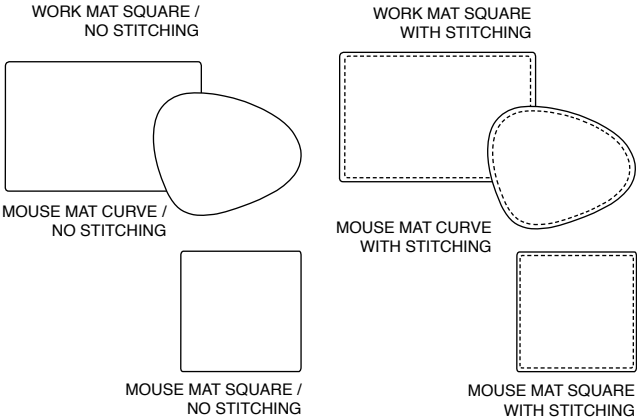 WORK MAT SQUARE /
NO STITCHING
WORK MAT SQUARE
WITH STITCHING
MOUSE MAT CURVE /
NO STITCHING
MOUSE MAT CURVE
WITH STITCHING
MOUSE MAT SQUARE /
NO STITCHING
MOUSE MAT SQUARE
WITH STITCHING